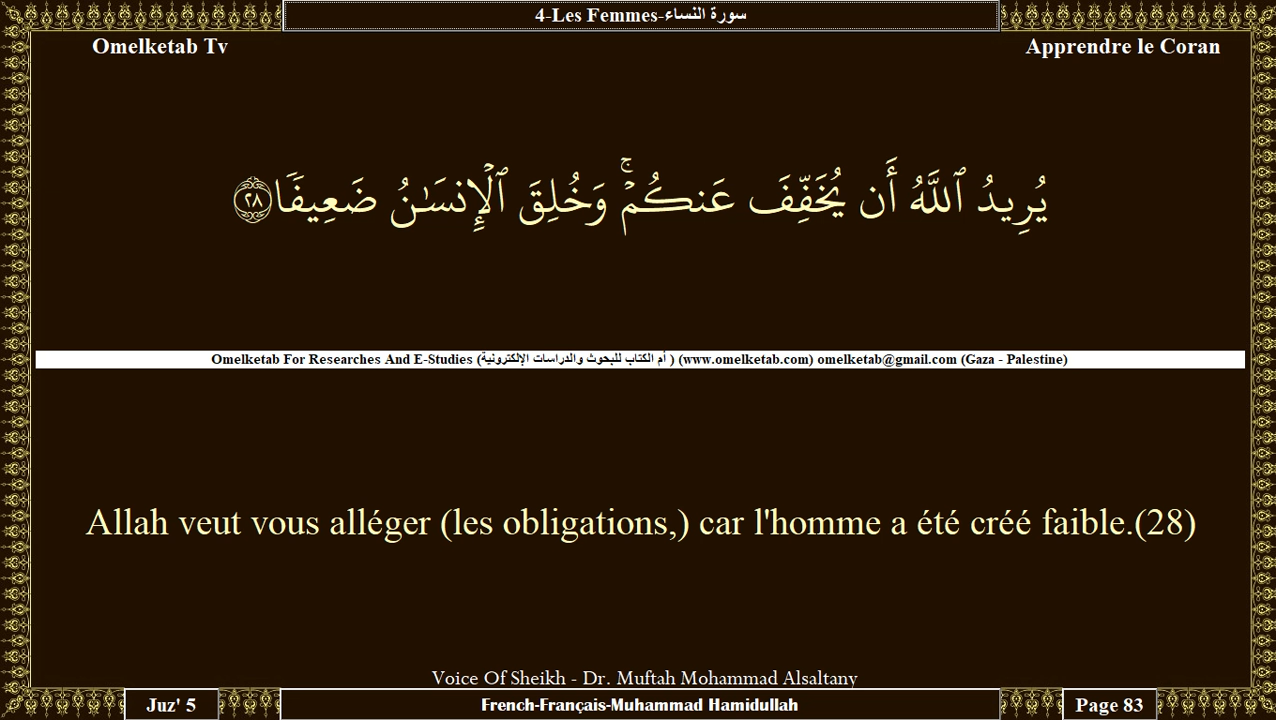 4-Les Femmes-سورة النساء
Omelketab Tv
Apprendre le Coran
يُرِيدُ ٱللَّهُ أَن يُخَفِّفَ عَنكُمۡۚ وَخُلِقَ ٱلۡإِنسَٰنُ ضَعِيفٗا ٢٨
Omelketab For Researches And E-Studies (أم الكتاب للبحوث والدراسات الإلكترونية ) (www.omelketab.com) omelketab@gmail.com (Gaza - Palestine)
Allah veut vous alléger (les obligations,) car l'homme a été créé faible.(28)
Voice Of Sheikh - Dr. Muftah Mohammad Alsaltany
Juz' 5
French-Français-Muhammad Hamidullah
Page 83